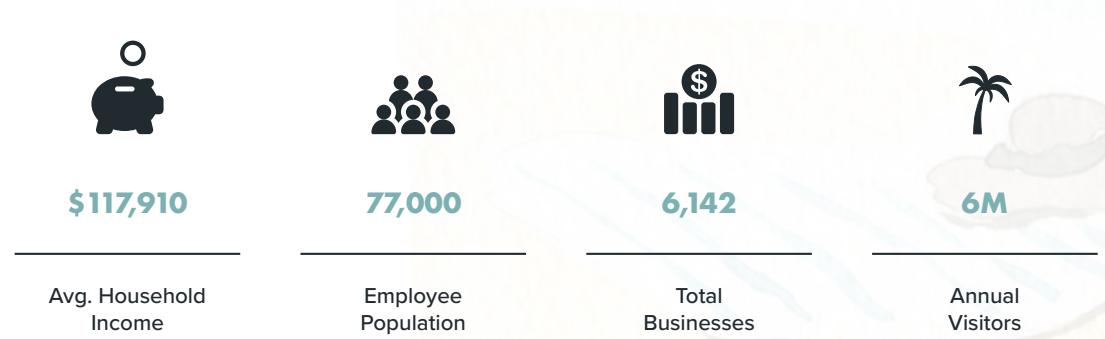 $
$117,910
77,000
6,142
6M
Avg. Household
Income
Employee
Population
Total
Businesses
Annual
Visitors